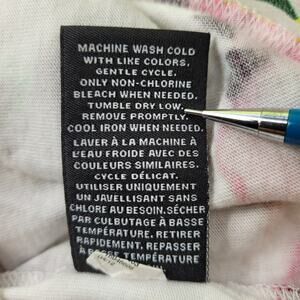 MACHINE WASH COLD
WITH LIKE COLORS,
GENTLE CYCLE.
ONLY NON-CHLORINE
BLEACH WHEN NEEDED.
TUMBLE DRY LOW.
REMOVE PROMPTLY.
COOL IRON WHEN NEEDED.
LAVER À LA MACHINE À
L'EAU FROIDE AVEC DES
COULEURS SIMILAIRES.
CYCLE DÉLICAT.
UTILISER UNIQUEMENT
UN JAVELLISANT SANS
CHLORE AU BESOIN.SÉCHER
PAR CULBUTAGE À BASSE
TEMPÉRATURE. RETIRER
RAPIDEMENT. REPASSER
À BASSE TEMPÉRATURE